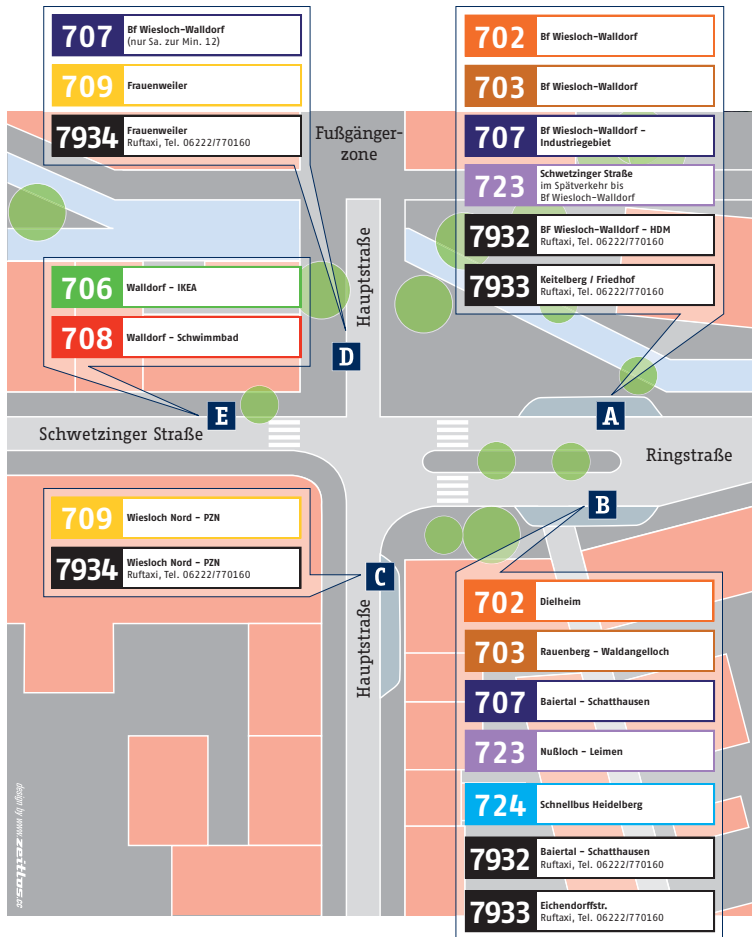 707 Bf Wiesloch-Walldorf
(nur Sa. zur Min. 12)
709 Frauenweiler
7934 Frauenweiler
Ruftaxi, Tel. 06222/770160
702 Bf Wiesloch-Walldorf
703 Bf Wiesloch-Walldorf
707 Bf Wiesloch-Walldorf –
Industriegebiet
723 Schwetzinger Straße
im Spätverkehr bis
Bf Wiesloch-Walldorf
7932 BF Wiesloch-Walldorf – HDM
Ruftaxi, Tel. 06222/770160
7933 Keitelberg / Friedhof
Ruftaxi, Tel. 06222/770160
Fußgänger-
zone
Hauptstraße
706 Walldorf – IKEA
708 Walldorf – Schwimmbad
D
E
A
Schwetzinger Straße
Ringstraße
B
709 Wiesloch Nord – PZN
7934 Wiesloch Nord – PZN
Ruftaxi, Tel. 06222/770160
C
Hauptstraße
702 Dielheim
703 Rauenberg – Waldangelloch
707 Baiertal – Schatthausen
723 Nußloch – Leimen
724 Schnellbus Heidelberg
7932 Baiertal – Schatthausen
Ruftaxi, Tel. 06222/770160
7933 Eichendorffstr.
Ruftaxi, Tel. 06222/770160
design by www.zeittos.cc